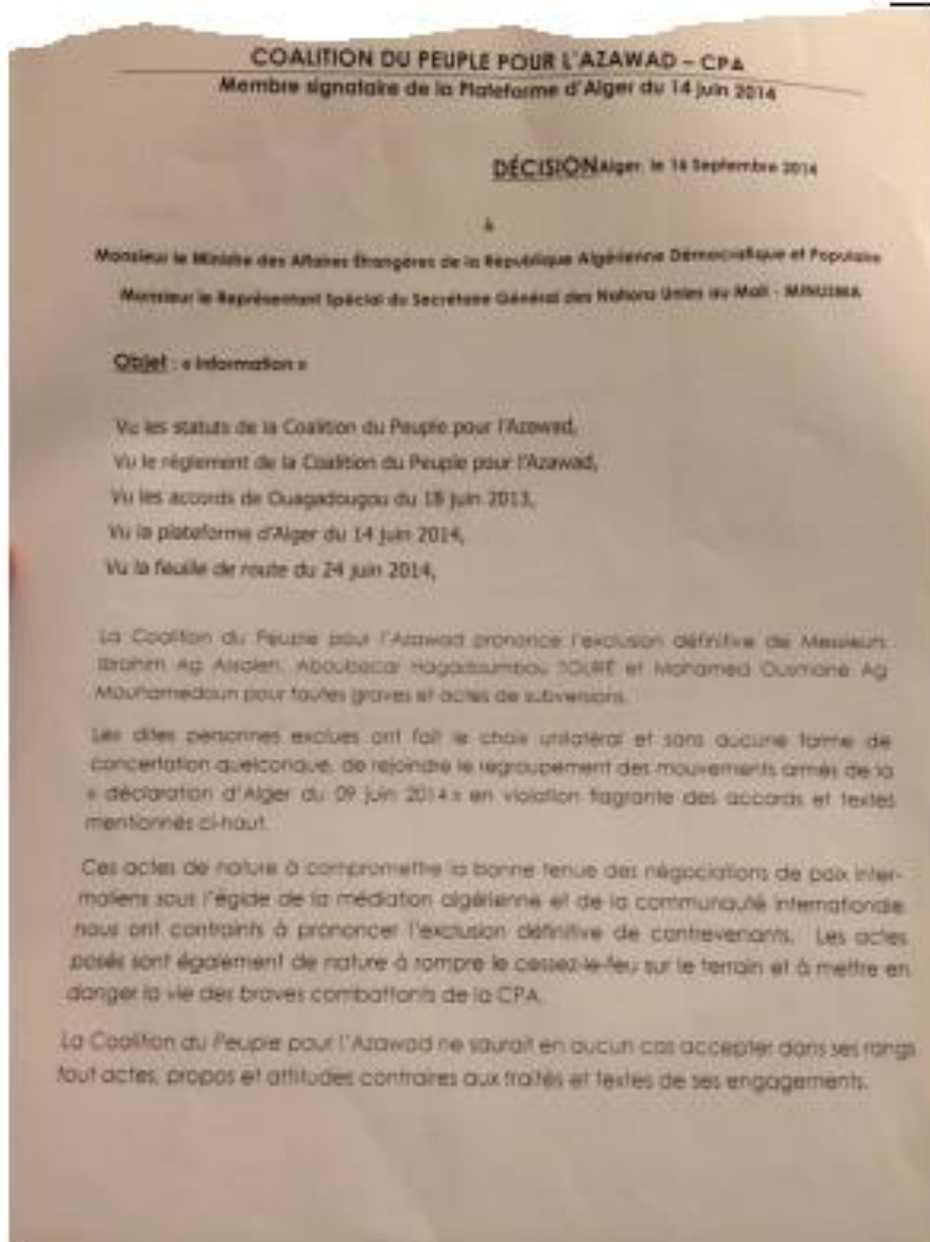 COALITION DU PEUPLE POUR L'AZAWAD – CPA
Membre signataire de la Plateforme d'Alger du 14 juin 2014
DÉCISION Alger, le 16 Septembre 2014
à
Monsieur le Ministre des Affaires Étrangères de la République Algérienne Démocratique et Populaire
Monsieur le Représentant Spécial du Secrétaire Général des Nations Unies au Mali - MINUSMA
Objet : « Information »
Vu les statuts de la Coalition du Peuple pour l'Azawad,
Vu le règlement de la Coalition du Peuple pour l'Azawad,
Vu les accords de Ouagadougou du 18 juin 2013,
Vu la plateforme d'Alger du 14 juin 2014,
Vu la feuille de route du 24 juin 2014,
La Coalition du Peuple pour l'Azawad prononce l'exclusion définitive de Messieurs
Ibrahim Ag Assaleh, Aboubacar TOURÉ et Mohamed Ousmane Ag
Mouhamedoun pour fautes graves et actes de subversions.
Les dites personnes exclues ont fait le choix unilatéral et sans aucune forme de
concertation quelconque, de rejoindre le regroupement des mouvements armés de la
« déclaration d'Alger du 09 juin 2014 » en violation flagrante des accords et textes
mentionnés ci-haut.
Ces actes de nature à compromettre la bonne tenue des négociations de paix inter-
maliens sous l'égide de la médiation algérienne et de la communauté internationale
nous ont contraints à prononcer l'exclusion définitive de contrevenants. Les actes
posés sont également de nature à rompre le cessez-le-feu sur le terrain et à mettre en
danger la vie des braves combattants de la CPA.
La Coalition du Peuple pour l'Azawad ne saurait en aucun cas accepter dans ses rangs
tout actes, propos et attitudes contraires aux traités et textes de ses engagements.